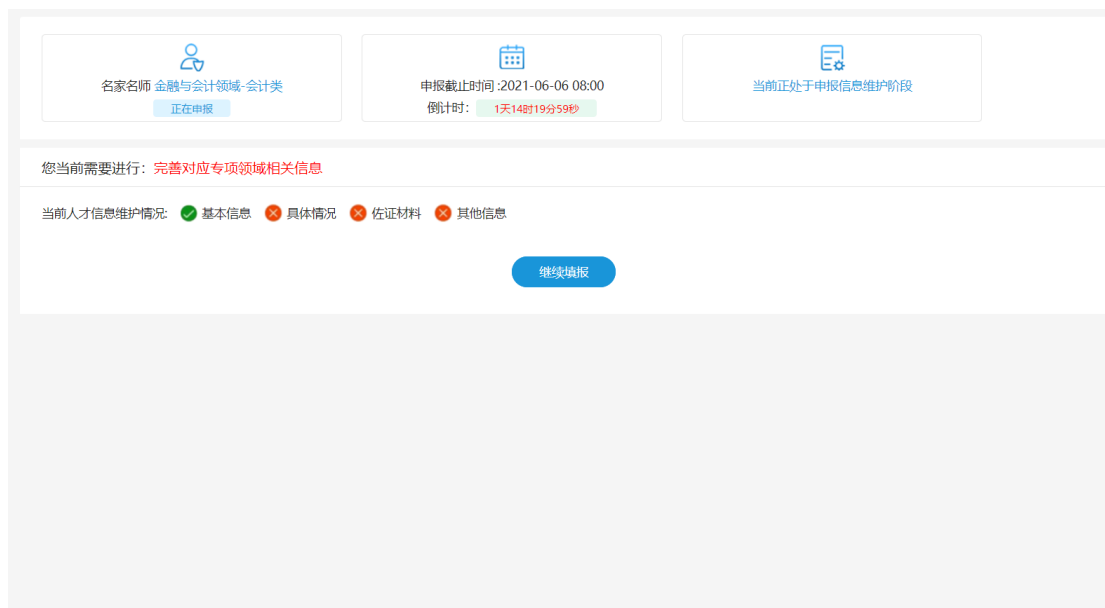 名家名师 金融与会计领域-会计类
正在申报
申报截止时间 :2021-06-06 08:00
倒计时： 1天14时19分59秒
当前正处于申报信息维护阶段
您当前需要进行：完善对应专项领域相关信息
当前人才信息维护情况: 基本信息 具体情况 佐证材料 其他信息
继续填报